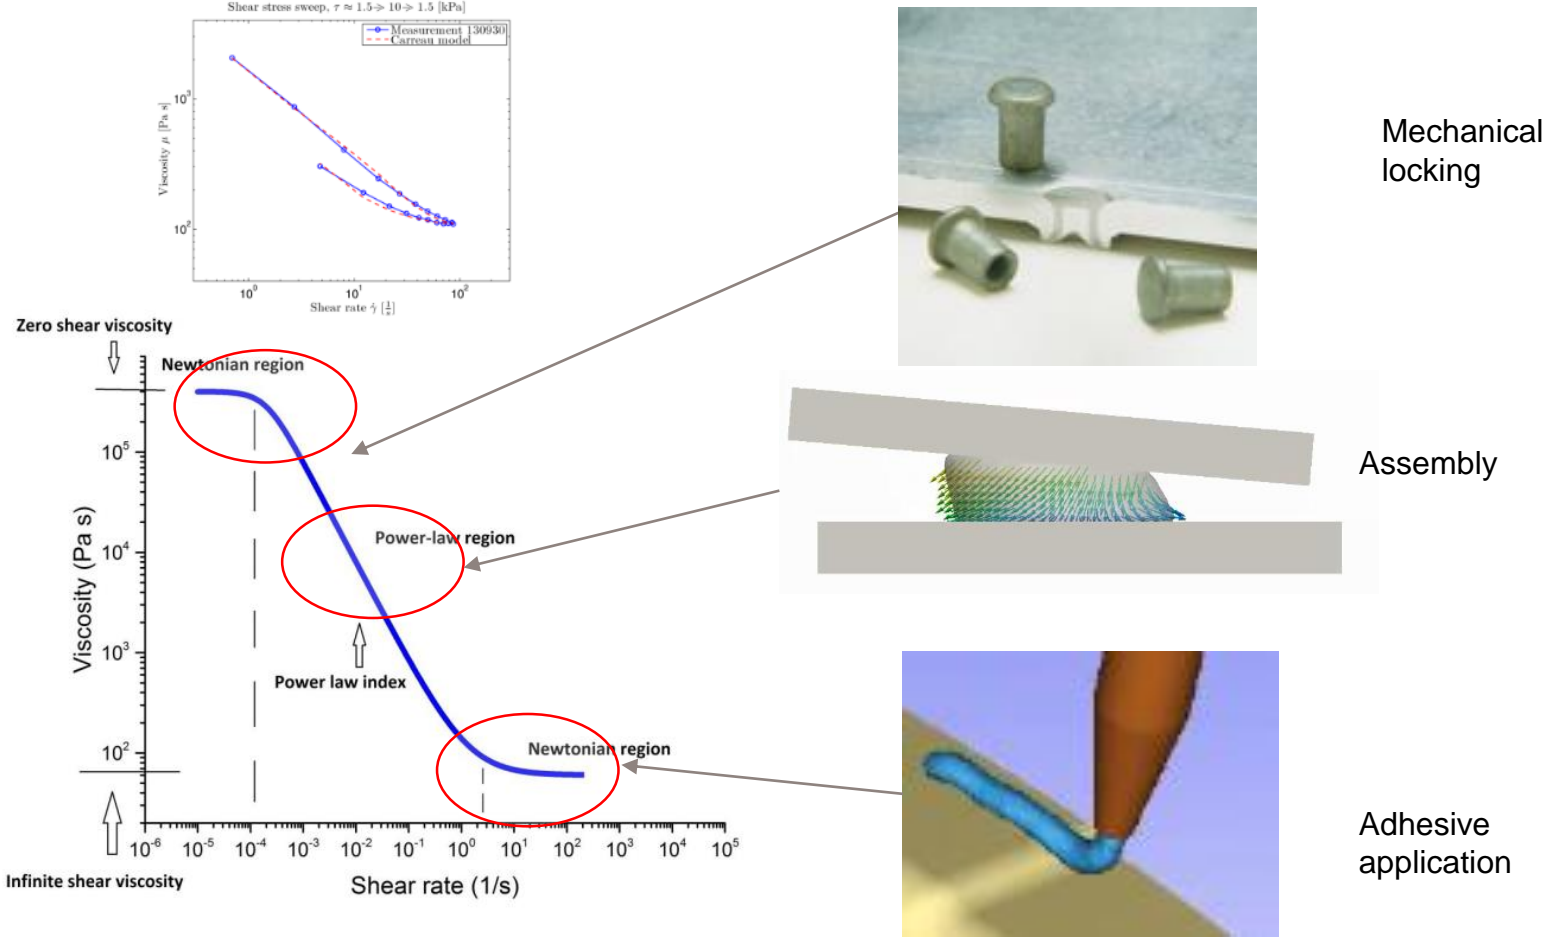 Shear stress sweep, τ ≈ 1.5➔ 10➔ 1.5 [kPa]
Measurement 130930
Carreau model
Viscosity μ [Pa s]
10³
10²
10⁰
10¹
10²
Shear rate γ̇ [1/s]
Mechanical
locking
Zero shear viscosity
Newtonian region
10⁵
10⁴
10³
10²
Viscosity (Pa s)
Power-law region
Power law index
Newtonian region
Infinite shear viscosity
10⁻⁶ 10⁻⁵ 10⁻⁴ 10⁻³ 10⁻² 10⁻¹ 10⁰ 10¹ 10² 10³ 10⁴ 10⁵
Shear rate (1/s)
Assembly
Adhesive
application